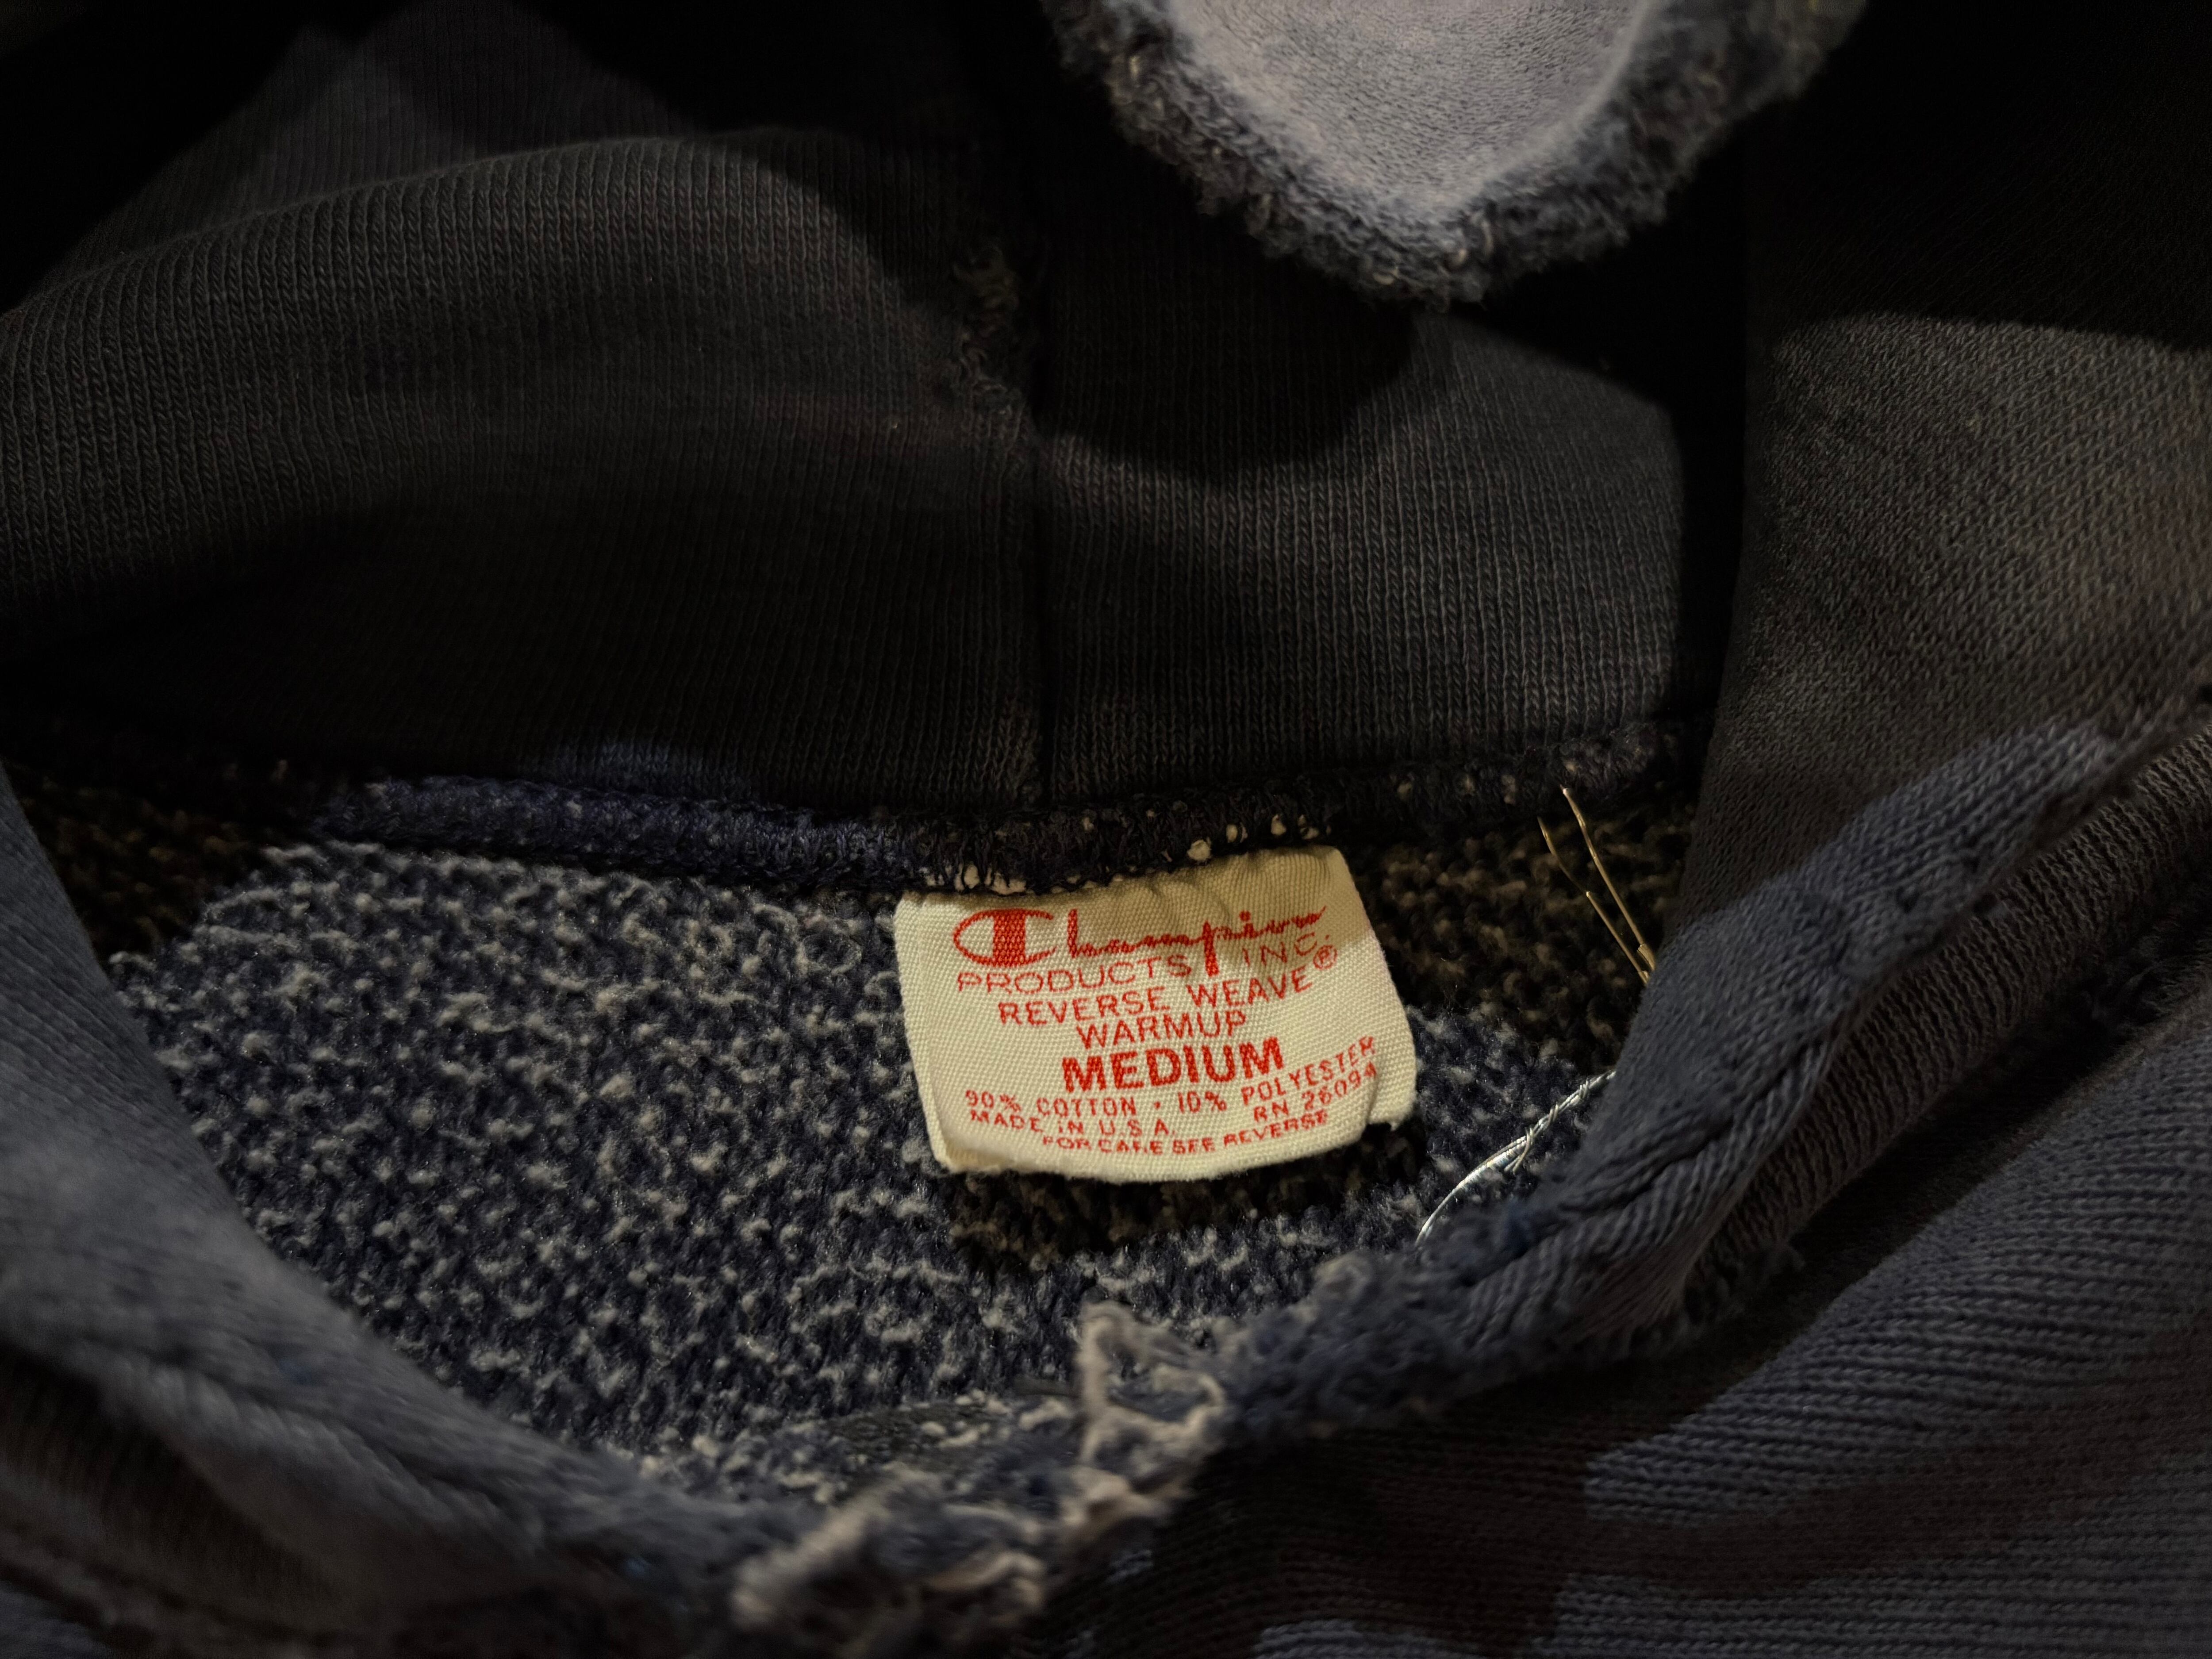 Champion
PRODUCTS INC.
REVERSE WEAVE®
WARMUP
MEDIUM
90% COTTON · 10% POLYESTER
MADE IN U.S.A. RN 26094
FOR CARE SEE REVERSE